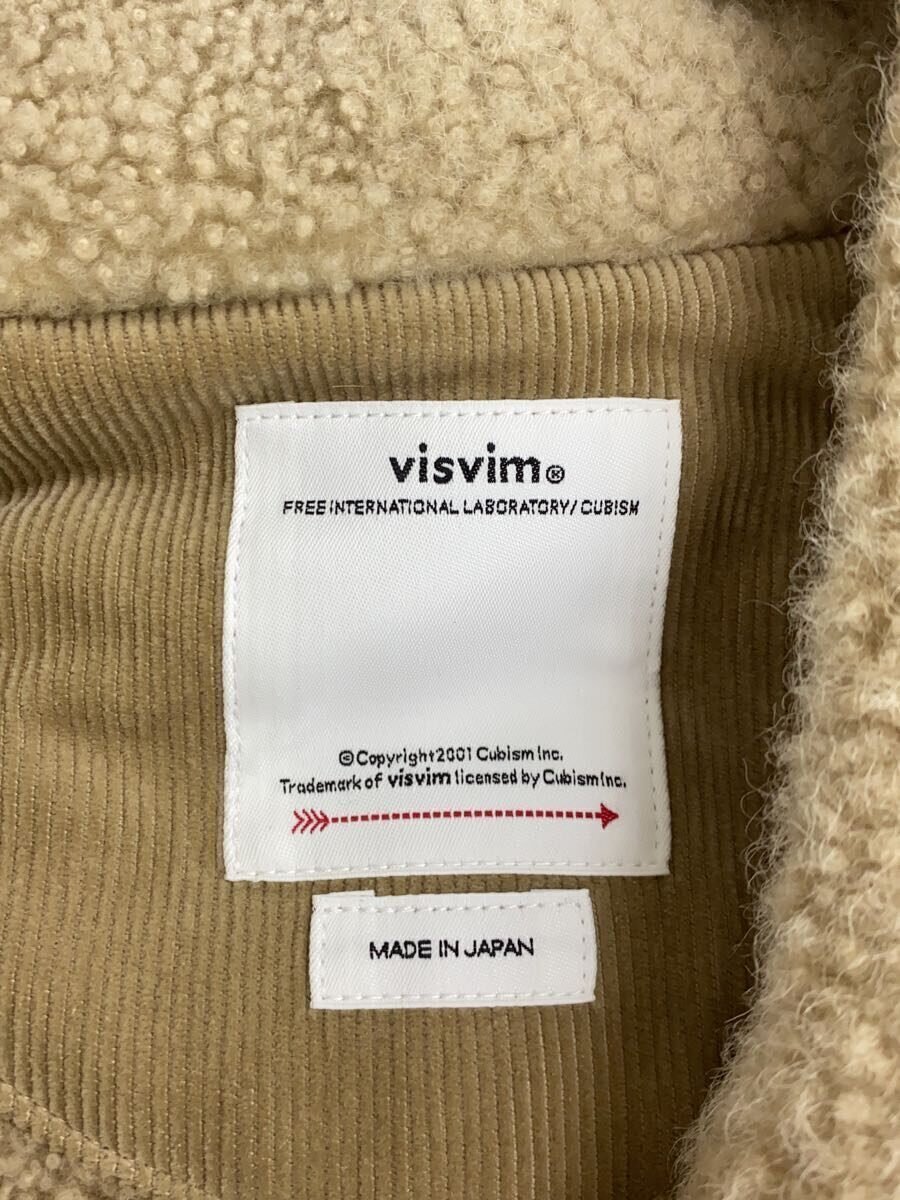 visvim®
FREE INTERNATIONAL LABORATORY/ CUBISM
©Copyright2001 Cubism Inc.
Trademark of visvim licensed by Cubism Inc.
MADE IN JAPAN